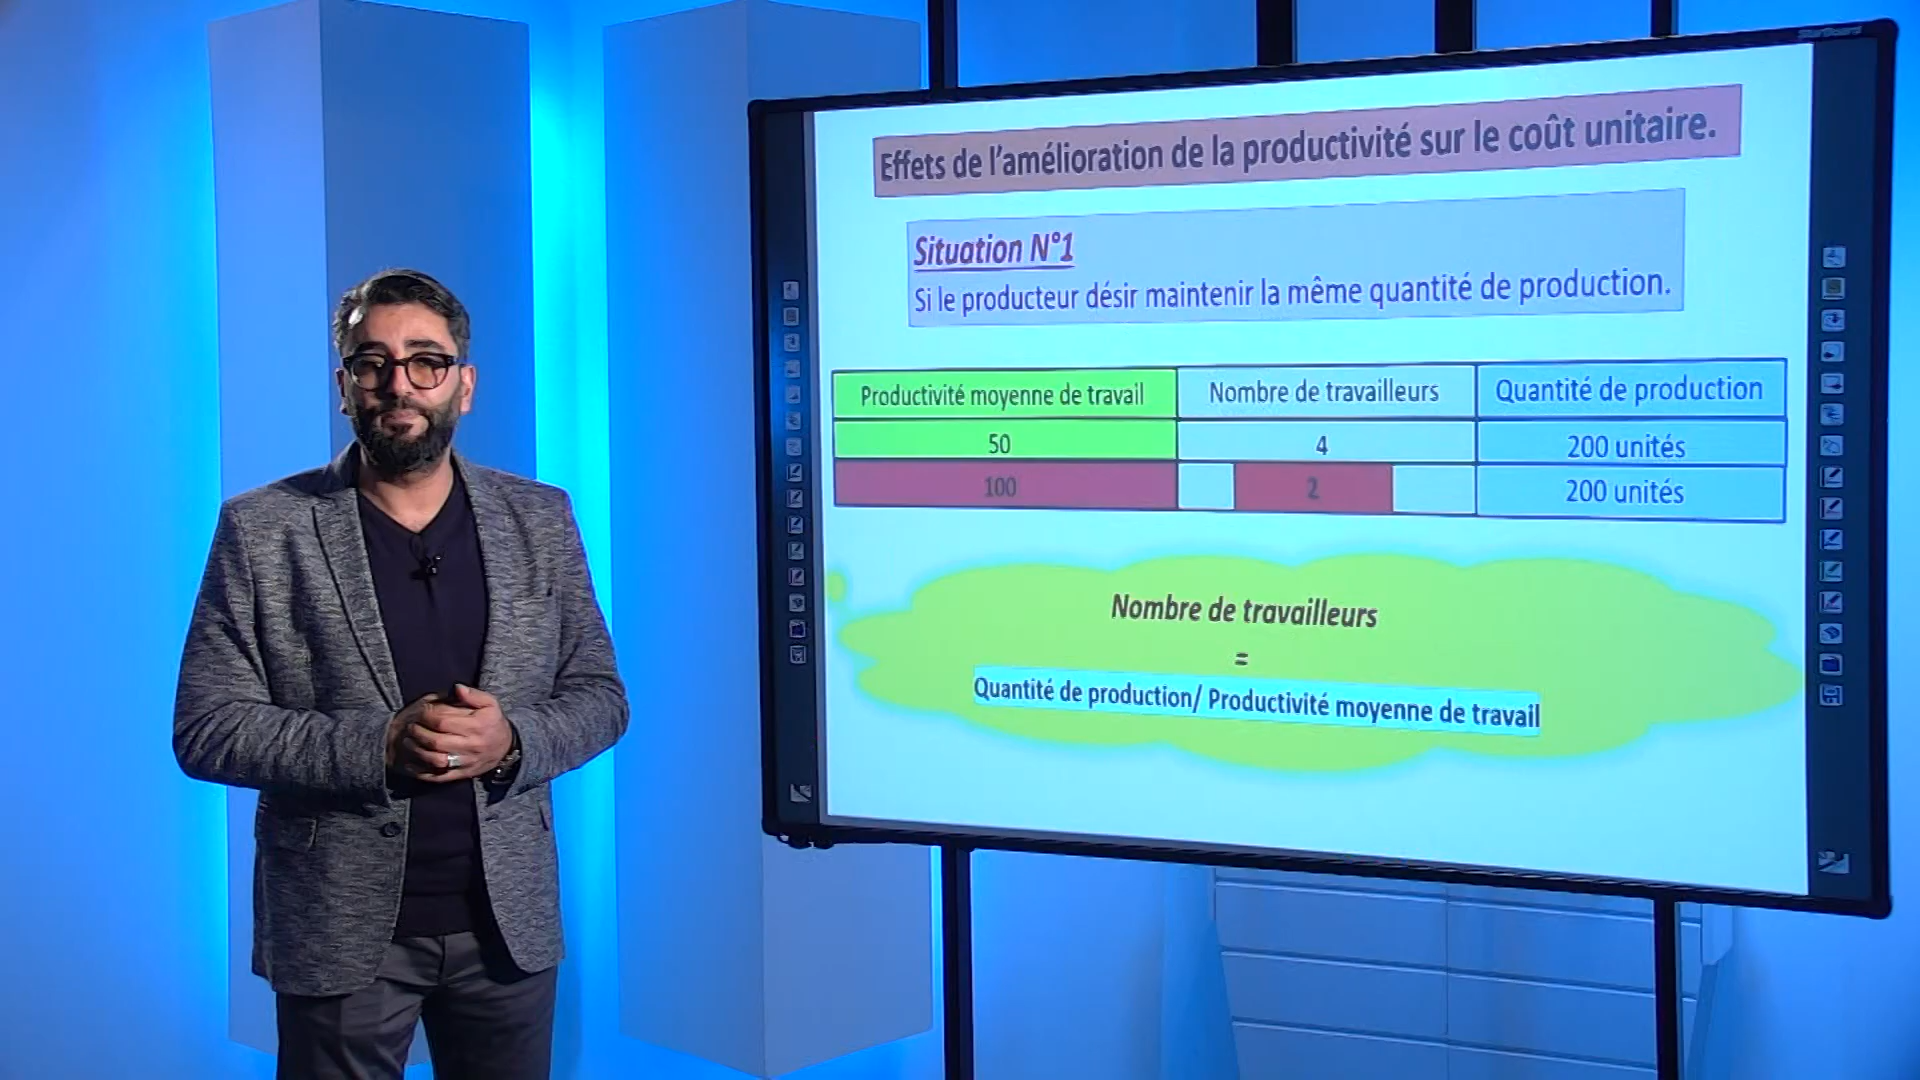 StarBoard
Effets de l'amélioration de la productivité sur le coût unitaire.
Situation N°1
Si le producteur désir maintenir la même quantité de production.
Productivité moyenne de travail Nombre de travailleurs Quantité de production
50 4 200 unités
100 2 200 unités
Nombre de travailleurs
=
Quantité de production/ Productivité moyenne de travail